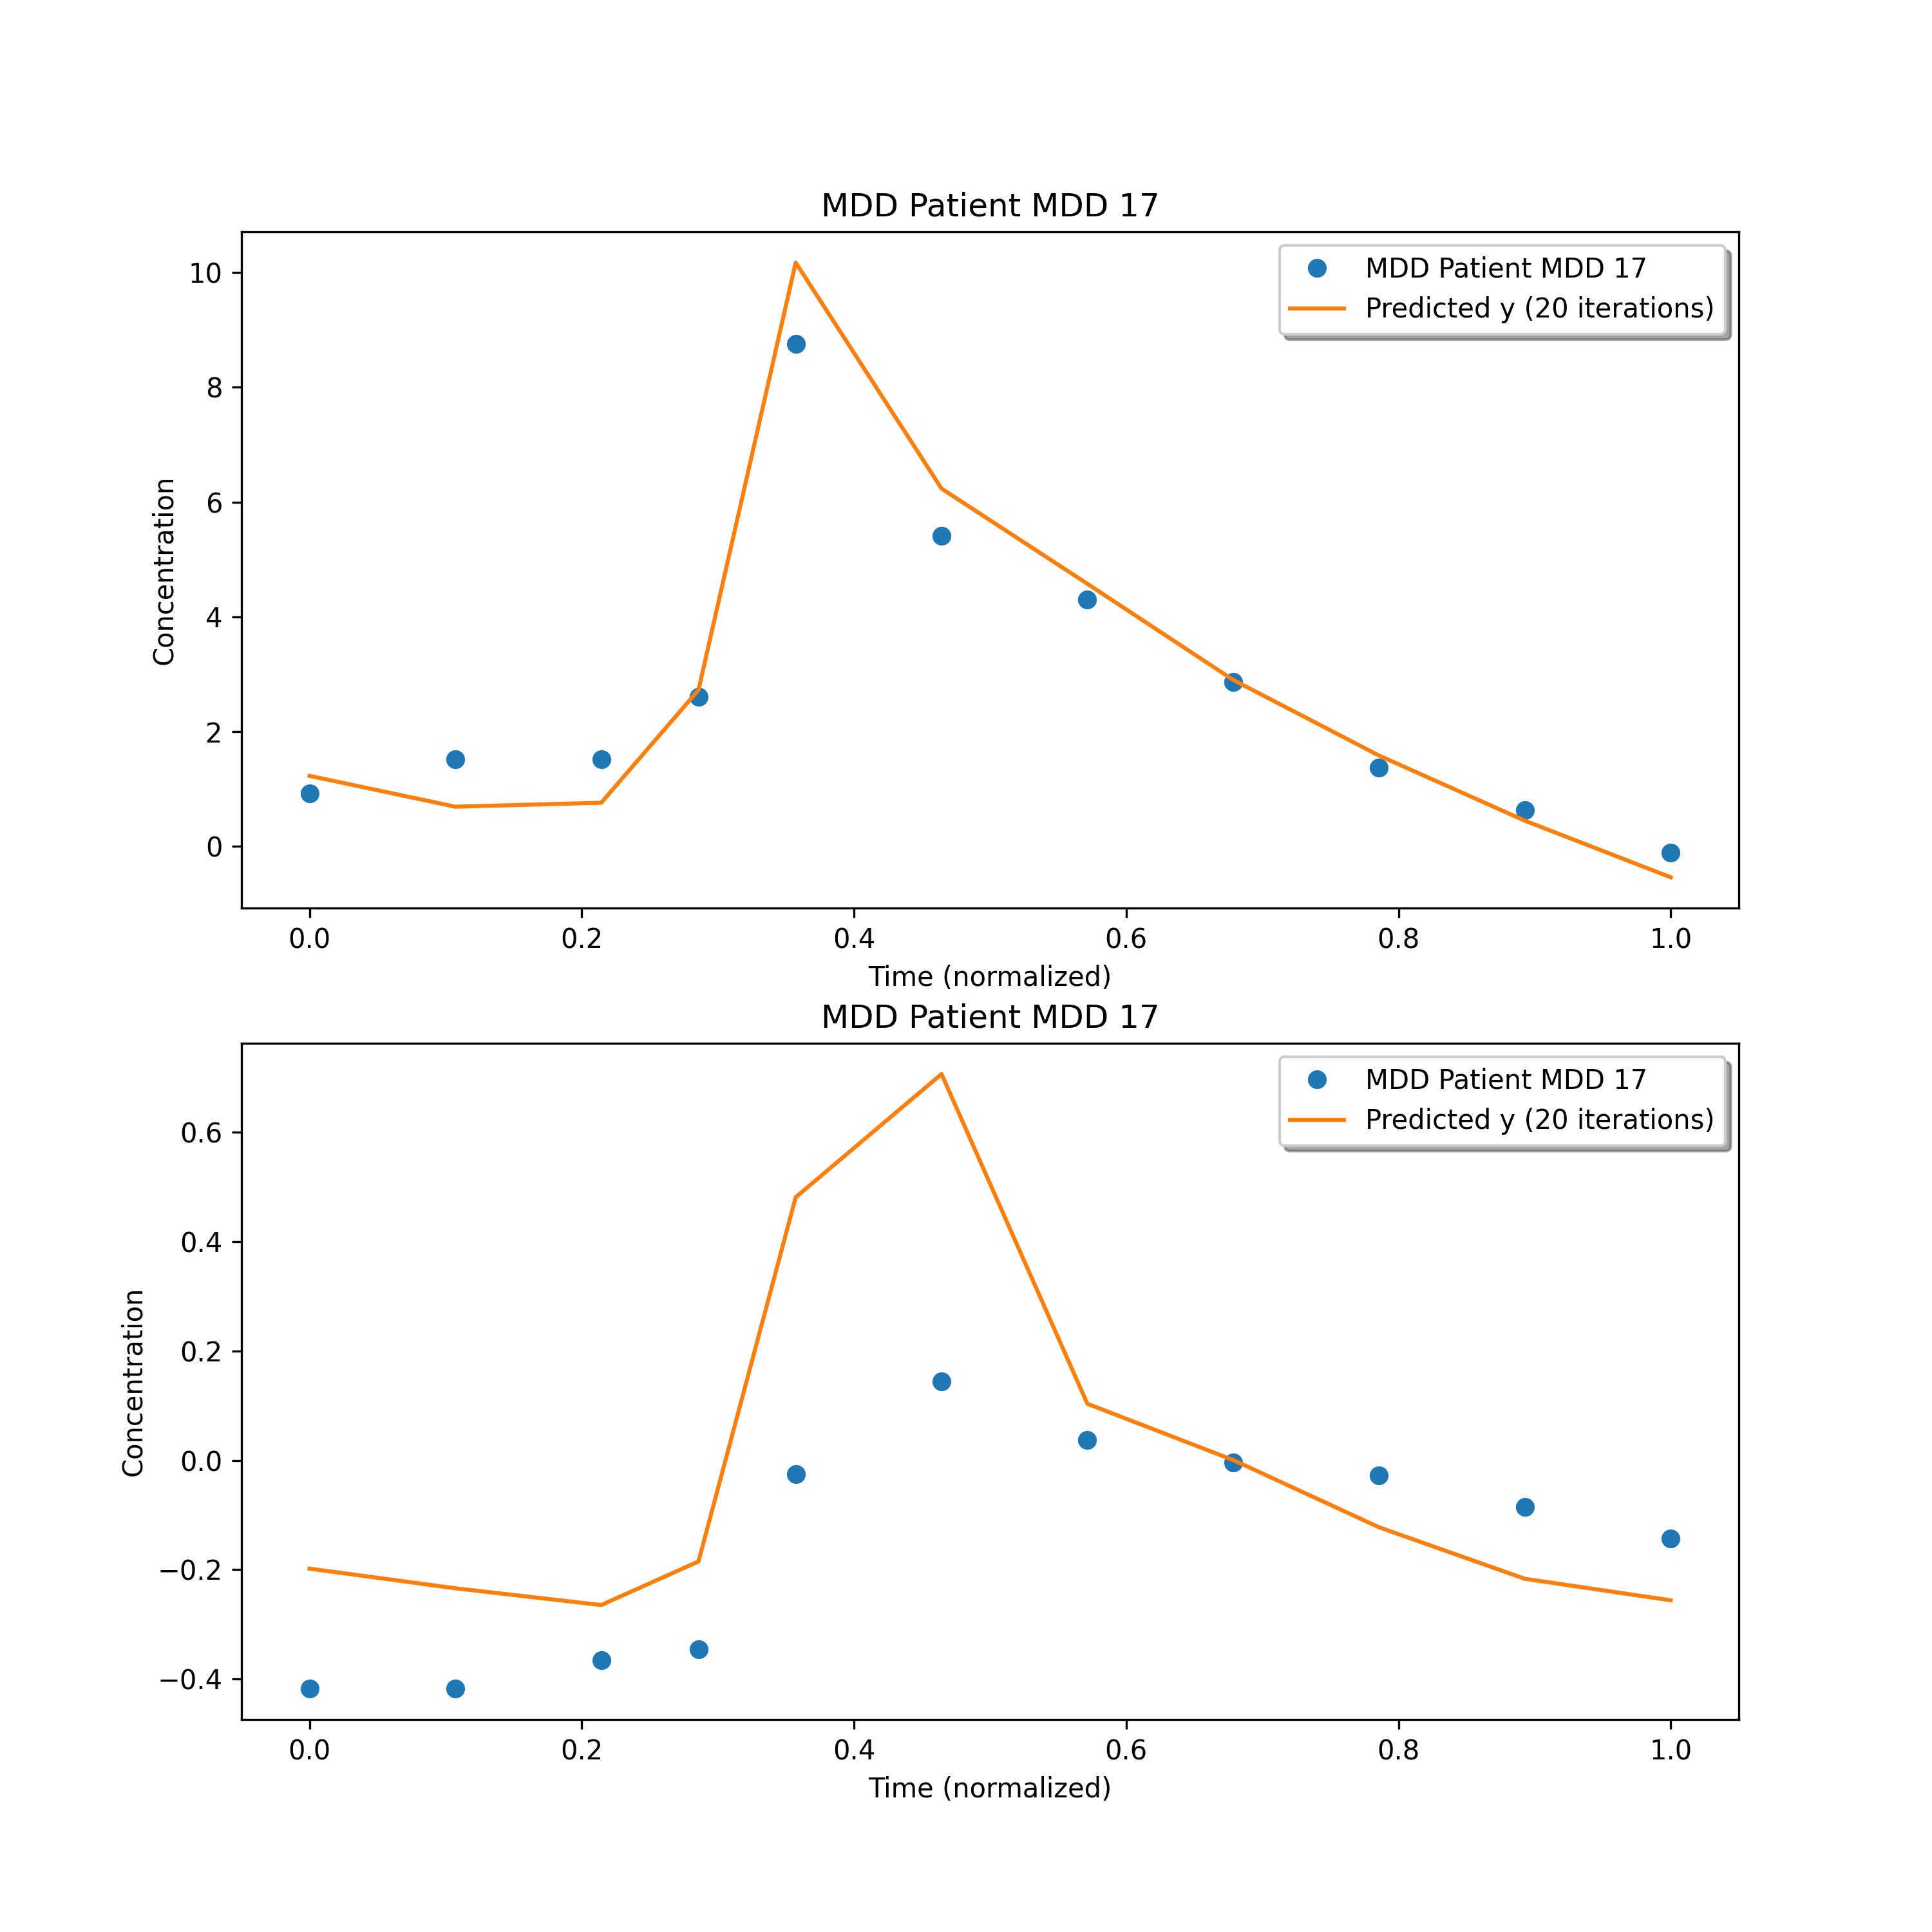 MDD Patient MDD 17
MDD Patient MDD 17
Predicted y (20 iterations)
10
8
6
4
2
0
Concentration
0.0 0.2 0.4 0.6 0.8 1.0
Time (normalized)
MDD Patient MDD 17
MDD Patient MDD 17
Predicted y (20 iterations)
0.6
0.4
0.2
0.0
−0.2
−0.4
Concentration
0.0 0.2 0.4 0.6 0.8 1.0
Time (normalized)